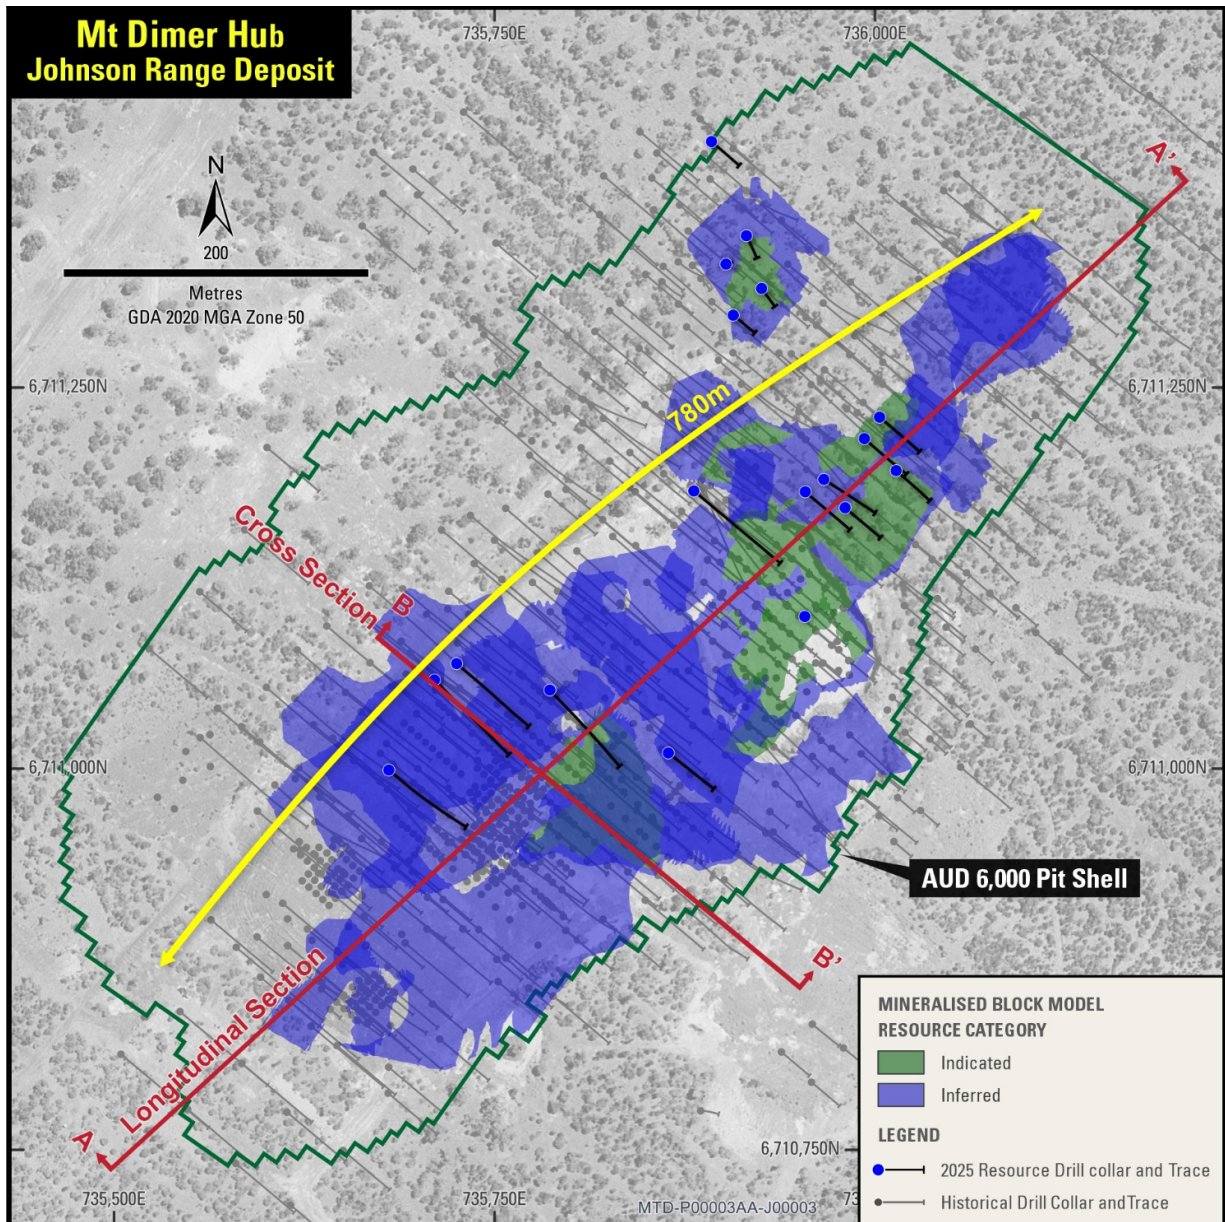 Mt Dimer Hub
Johnson Range Deposit
735,750E
736,000E
N
200
Metres
GDA 2020 MGA Zone 50
A'
6,711,250N
6,711,250N
780m
Cross Section
B
6,711,000N
6,711,000N
AUD 6,000 Pit Shell
B'
Longitudinal Section
A
MINERALISED BLOCK MODEL
RESOURCE CATEGORY
Indicated
Inferred
LEGEND
2025 Resource Drill collar and Trace
Historical Drill Collar and Trace
6,710,750N
735,500E
735,750E
MTD-P00003AA-J00003